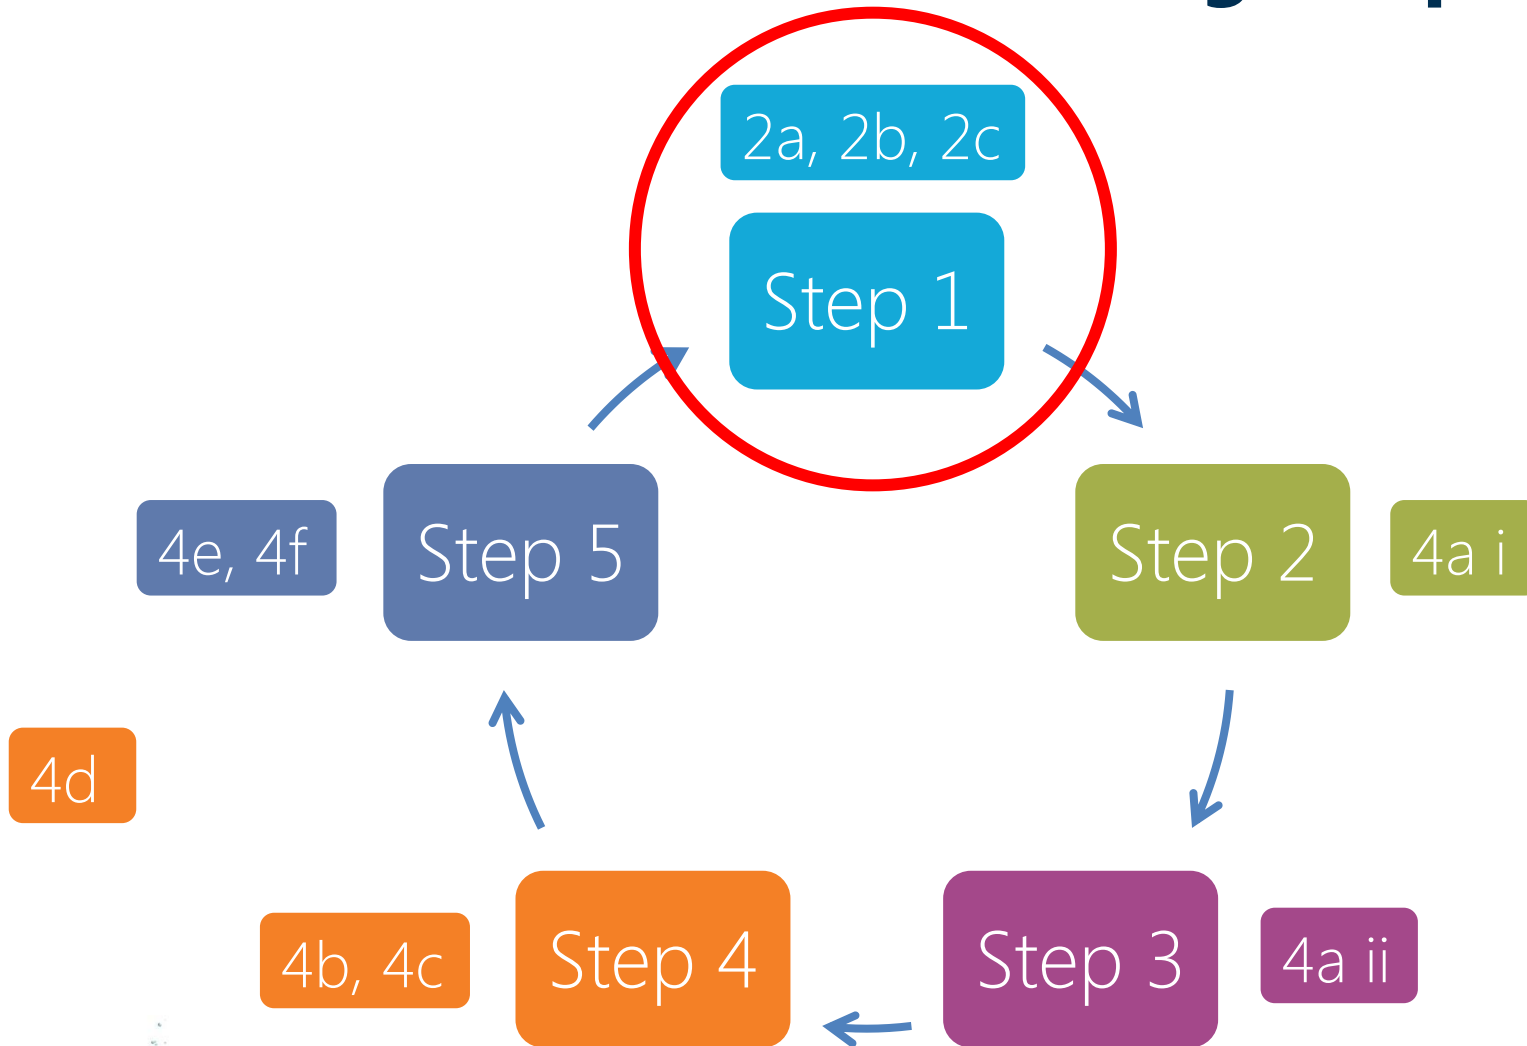 2a, 2b, 2c
Step 1
4e, 4f
Step 5
Step 2
4a i
4d
4b, 4c
Step 4
Step 3
4a ii